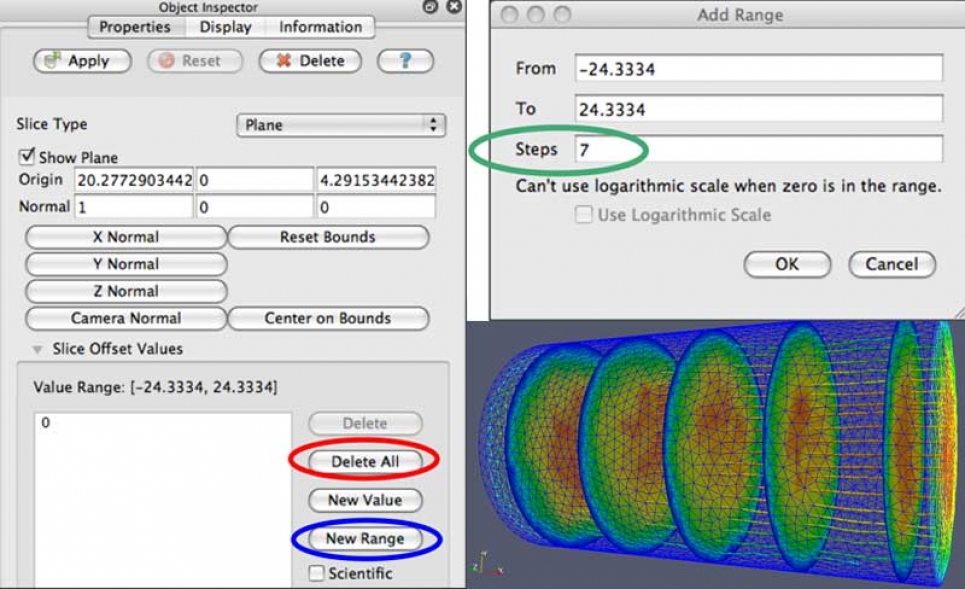 Object Inspector
Properties Display Information
Apply Reset Delete ?
Slice Type Plane
Show Plane
Origin 20.2772903442 0 4.29153442382
Normal 1 0 0
X Normal Reset Bounds
Y Normal
Z Normal
Camera Normal Center on Bounds
Slice Offset Values
Value Range: [-24.3334, 24.3334]
0
Delete
Delete All
New Value
New Range
Scientific
Add Range
From -24.3334
To 24.3334
Steps 7
Can't use logarithmic scale when zero is in the range.
Use Logarithmic Scale
OK Cancel
Z Y X